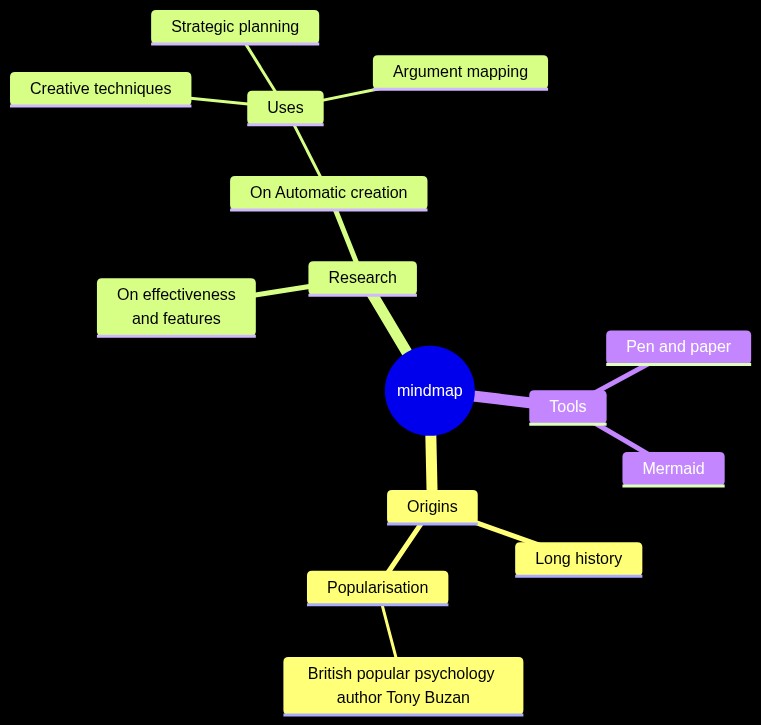 Strategic planning
Argument mapping
Creative techniques
Uses
On Automatic creation
Research
On effectiveness
and features
Pen and paper
mindmap
Tools
Mermaid
Origins
Long history
Popularisation
British popular psychology
author Tony Buzan